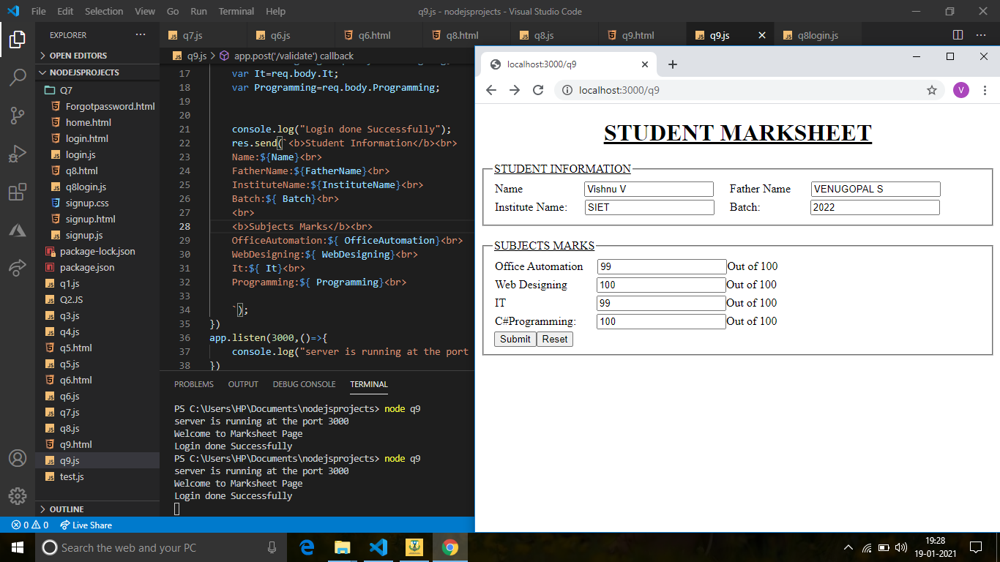 File Edit Selection View Go Run Terminal Help q9.js - nodejsprojects - Visual Studio Code
EXPLORER
OPEN EDITORS
NODEJSPROJECTS
Q7
Forgotpassword.html
home.html
login.html
login.js
q8.html
q8login.js
signup.css
signup.html
signup.js
package-lock.json
package.json
q1.js
Q2.JS
q3.js
q4.js
q5.html
q5.js
q6.html
q6.js
q7.js
q8.js
q9.html
q9.js
test.js
OUTLINE
q7.js q6.js q6.html q8.html q8.js q9.html q9.js q8login.js
q9.js > app.post('/validate') callback
17 var It=req.body.It;
18 var Programming=req.body.Programming;
19
20
21 console.log("Login done Successfully");
22 res.send(`<b>Student Information</b><br>
23 Name:${Name}<br>
24 FatherName:${FatherName}<br>
25 InstituteName:${InstituteName}<br>
26 Batch:${ Batch}<br>
27 <br>
28 <b>Subjects Marks</b><br>
29 OfficeAutomation:${ OfficeAutomation}<br>
30 WebDesigning:${ WebDesigning}<br>
31 It:${ It}<br>
32 Programming:${ Programming}<br>
33
34 `);
35 })
36 app.listen(3000,()=>{
37 console.log("server is running at the port
38 })
PROBLEMS OUTPUT DEBUG CONSOLE TERMINAL
PS C:\Users\HP\Documents\nodejsprojects> node q9
server is running at the port 3000
Welcome to Marksheet Page
Login done Successfully
PS C:\Users\HP\Documents\nodejsprojects> node q9
server is running at the port 3000
Welcome to Marksheet Page
Login done Successfully
0 0 Live Share
localhost:3000/q9
localhost:3000/q9
V
STUDENT MARKSHEET
STUDENT INFORMATION
Name Vishnu V Father Name VENUGOPAL S
Institute Name: SIET Batch: 2022
SUBJECTS MARKS
Office Automation 99 Out of 100
Web Designing 100 Out of 100
IT 99 Out of 100
C#Programming: 100 Out of 100
Submit Reset
Search the web and your PC
19:28
19-01-2021